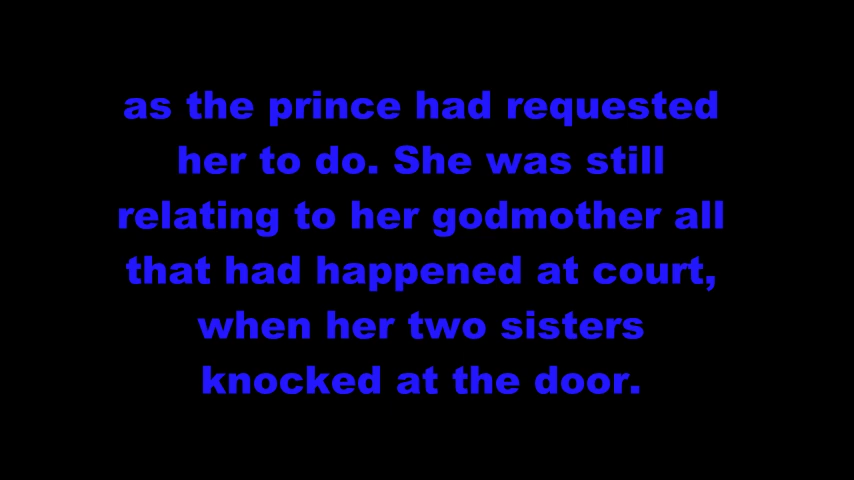 as the prince had requested
her to do. She was still
relating to her godmother all
that had happened at court,
when her two sisters
knocked at the door.